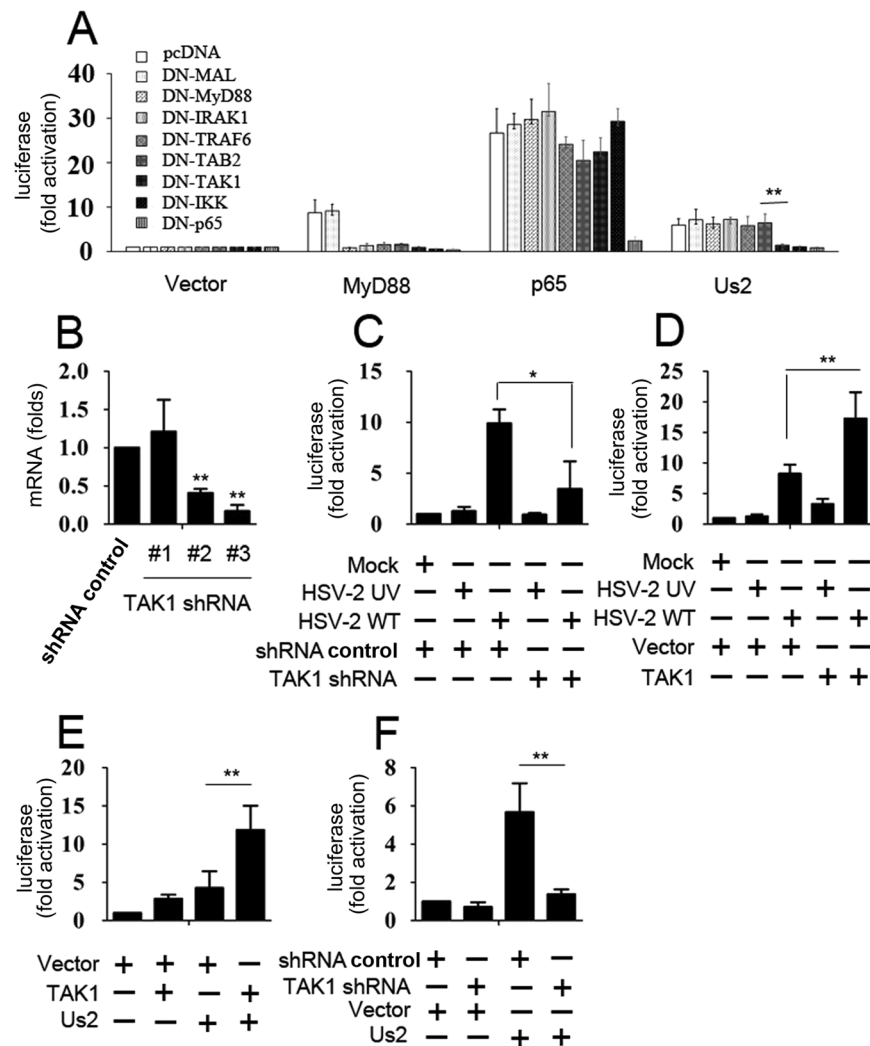 A
luciferase
(fold activation)
40
30
20
10
0
pcDNA
DN-MAL
DN-MyD88
DN-IRAK1
DN-TRAF6
DN-TAB2
DN-TAK1
DN-IKK
DN-p65
**
Vector MyD88 p65 Us2
B
mRNA (folds)
2.0
1.5
1.0
0.5
0.0
** **
shRNA control
#1 #2 #3
TAK1 shRNA
C
luciferase
(fold activation)
15
10
5
0
*
Mock + − − − −
HSV-2 UV − + − + −
HSV-2 WT − − + − +
shRNA control + + + − −
TAK1 shRNA − − − + +
D
luciferase
(fold activation)
25
20
15
10
5
0
**
Mock + − − − −
HSV-2 UV − + − + −
HSV-2 WT − − + − +
Vector + + + − −
TAK1 − − − + +
E
luciferase
(fold activation)
20
15
10
5
0
**
Vector + + + −
TAK1 − + − +
Us2 − − + +
F
luciferase
(fold activation)
8
6
4
2
0
**
shRNA control + − + −
TAK1 shRNA − + − +
Vector + + − −
Us2 − − + +